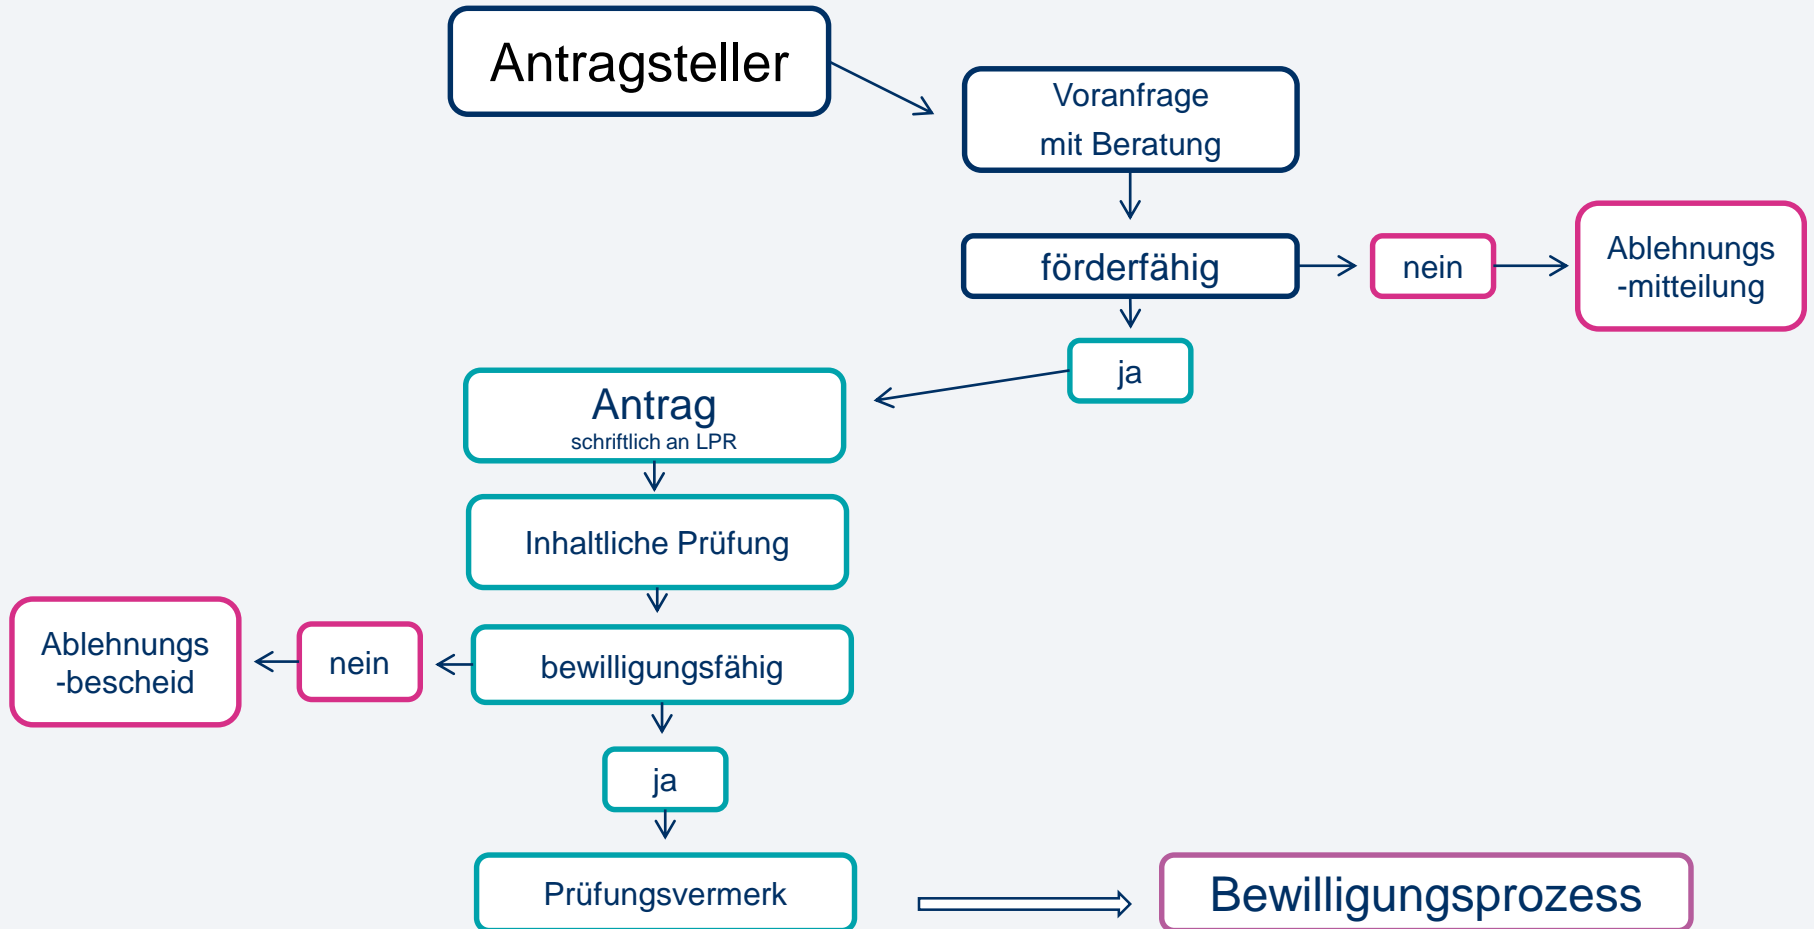 Antragsteller
Voranfrage
mit Beratung
förderfähig
nein
Ablehnungs
-mitteilung
ja
Antrag
schriftlich an LPR
Inhaltliche Prüfung
bewilligungsfähig
nein
Ablehnungs
-bescheid
ja
Prüfungsvermerk
Bewilligungsprozess